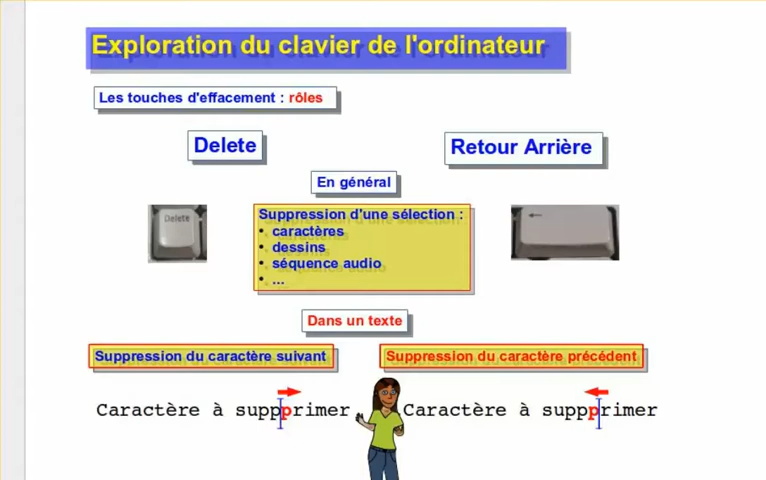 Exploration du clavier de l'ordinateur
Les touches d'effacement : rôles
Delete
Retour Arrière
En général
Delete
Suppression d'une sélection :
• caractères
• dessins
• séquence audio
• ...
Dans un texte
Suppression du caractère suivant
Suppression du caractère précédent
Caractère à suppprimer
Caractère à suppprimer